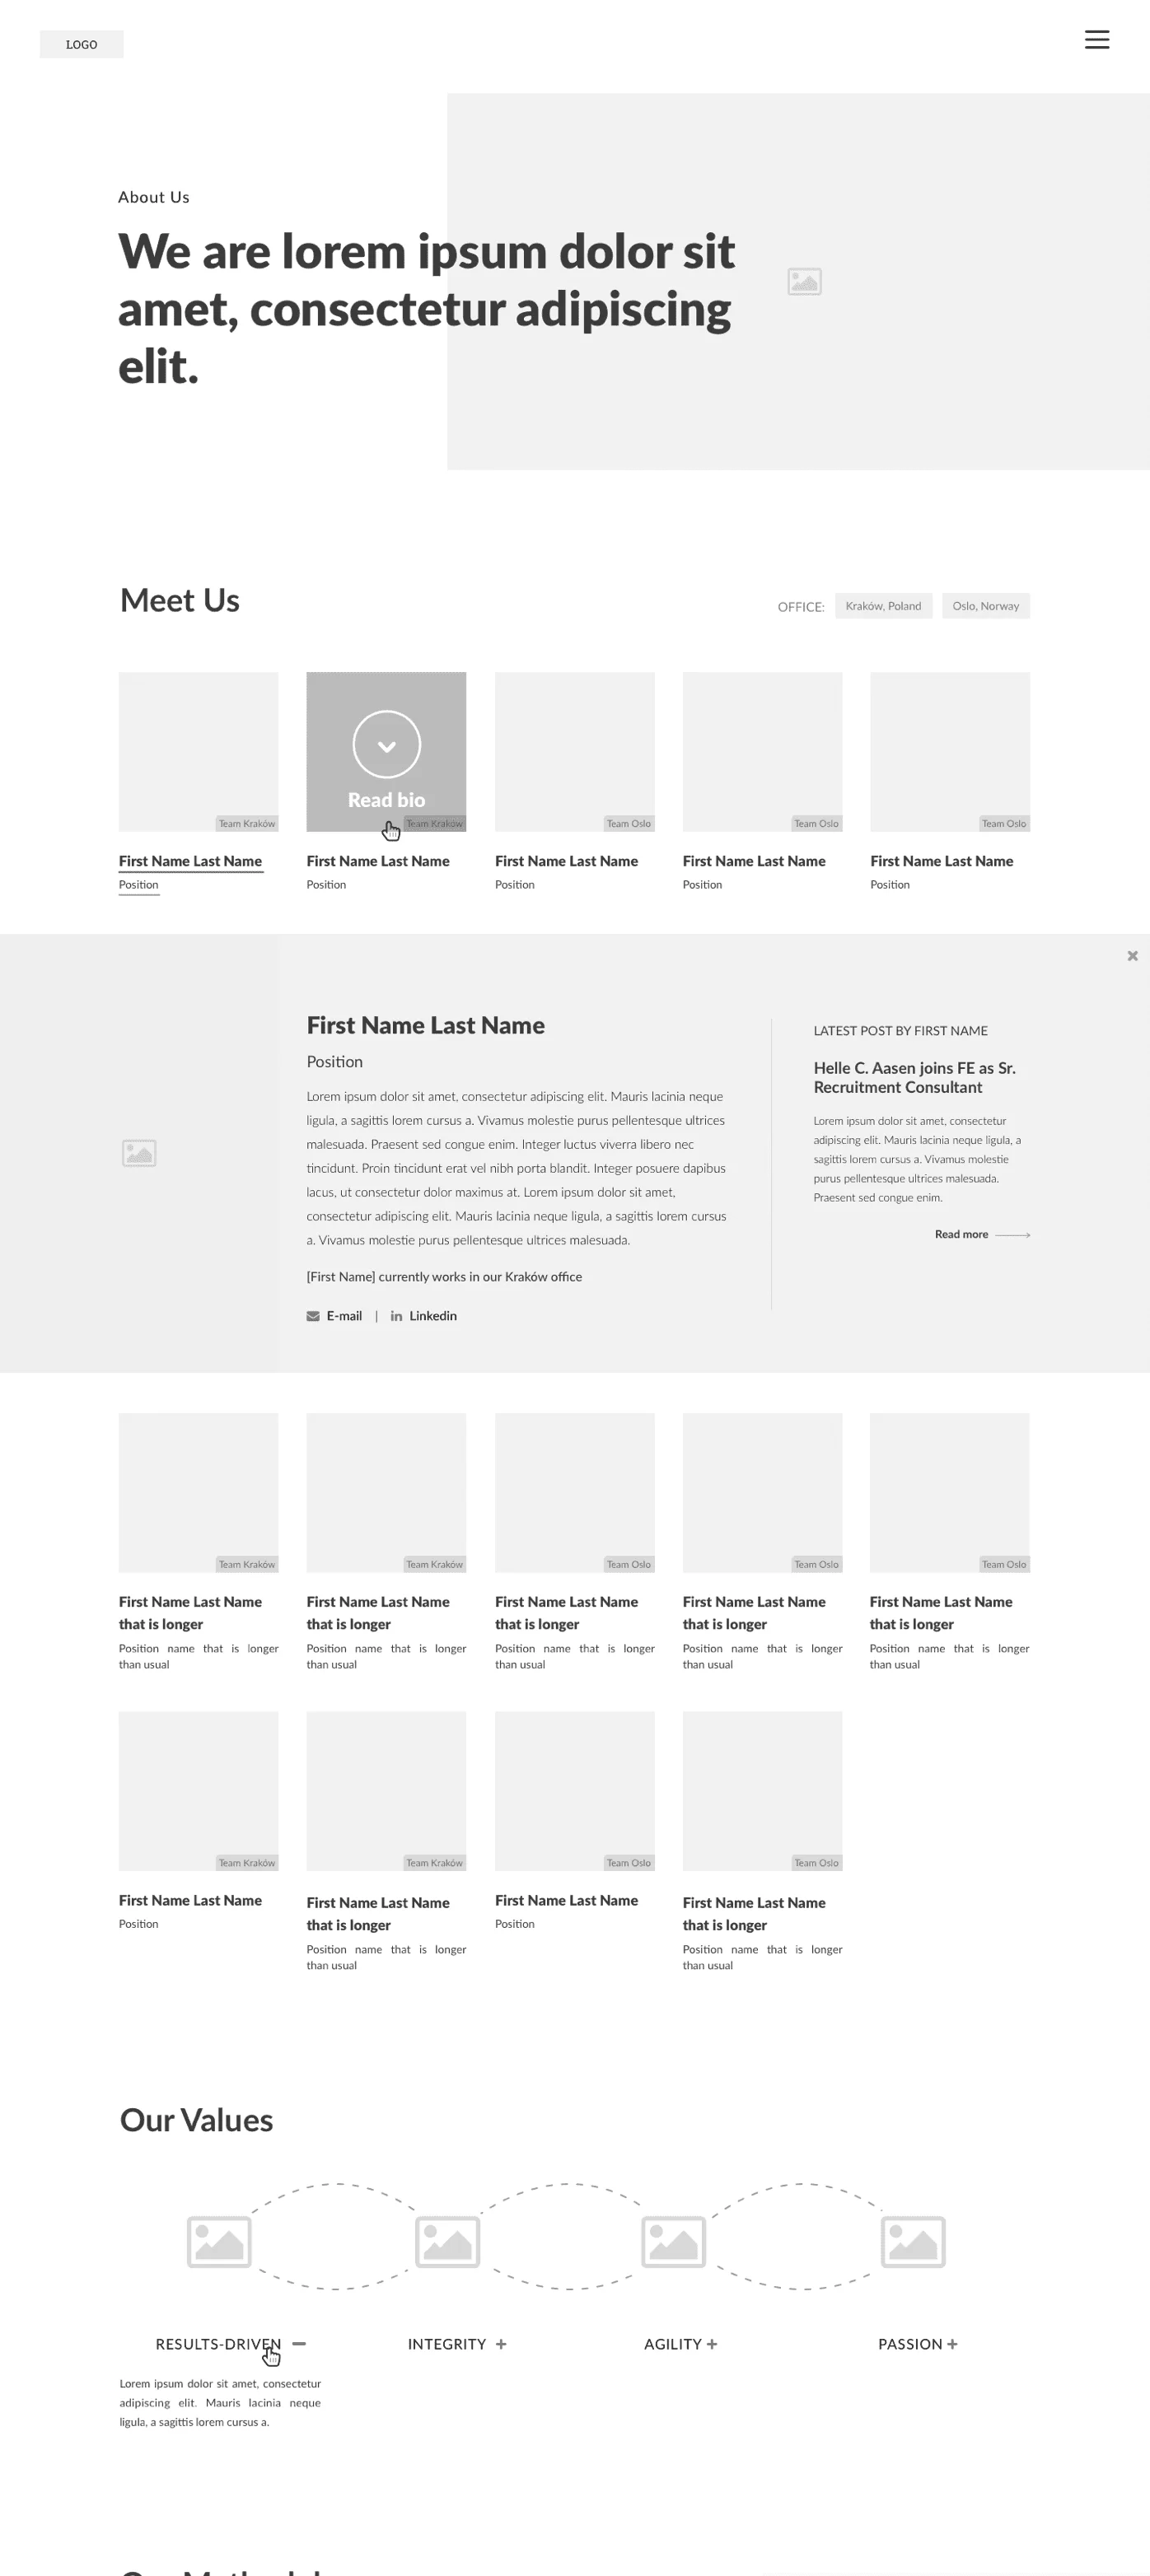 LOGO
About Us
We are lorem ipsum dolor sit
amet, consectetur adipiscing
elit.
Meet Us
OFFICE:
Kraków, Poland
Oslo, Norway
Read bio
Team Kraków
Team Kraków
Team Oslo
Team Oslo
Team Oslo
First Name Last Name
First Name Last Name
First Name Last Name
First Name Last Name
First Name Last Name
Position
Position
Position
Position
Position
First Name Last Name
Position
Lorem ipsum dolor sit amet, consectetur adipiscing elit. Mauris lacinia neque
ligula, a sagittis lorem cursus a. Vivamus molestie purus pellentesque ultrices
malesuada. Praesent sed congue enim. Integer luctus viverra libero nec
tincidunt. Proin tincidunt erat vel nibh porta blandit. Integer posuere dapibus
lacus, ut consectetur dolor maximus at. Lorem ipsum dolor sit amet,
consectetur adipiscing elit. Mauris lacinia neque ligula, a sagittis lorem cursus
a. Vivamus molestie purus pellentesque ultrices malesuada.
[First Name] currently works in our Kraków office
E-mail | in Linkedin
LATEST POST BY FIRST NAME
Helle C. Aasen joins FE as Sr.
Recruitment Consultant
Lorem ipsum dolor sit amet, consectetur
adipiscing elit. Mauris lacinia neque ligula, a
sagittis lorem cursus a. Vivamus molestie
purus pellentesque ultrices malesuada.
Praesent sed congue enim.
Read more
Team Kraków
Team Kraków
Team Oslo
Team Oslo
Team Oslo
First Name Last Name
that is longer
Position name that is longer
than usual
First Name Last Name
that is longer
Position name that is longer
than usual
First Name Last Name
that is longer
Position name that is longer
than usual
First Name Last Name
that is longer
Position name that is longer
than usual
First Name Last Name
that is longer
Position name that is longer
than usual
Team Kraków
Team Kraków
Team Oslo
Team Oslo
First Name Last Name
Position
First Name Last Name
that is longer
Position name that is longer
than usual
First Name Last Name
Position
First Name Last Name
that is longer
Position name that is longer
than usual
Our Values
RESULTS-DRIVEN
INTEGRITY
AGILITY
PASSION
Lorem ipsum dolor sit amet, consectetur
adipiscing elit. Mauris lacinia neque
ligula, a sagittis lorem cursus a.